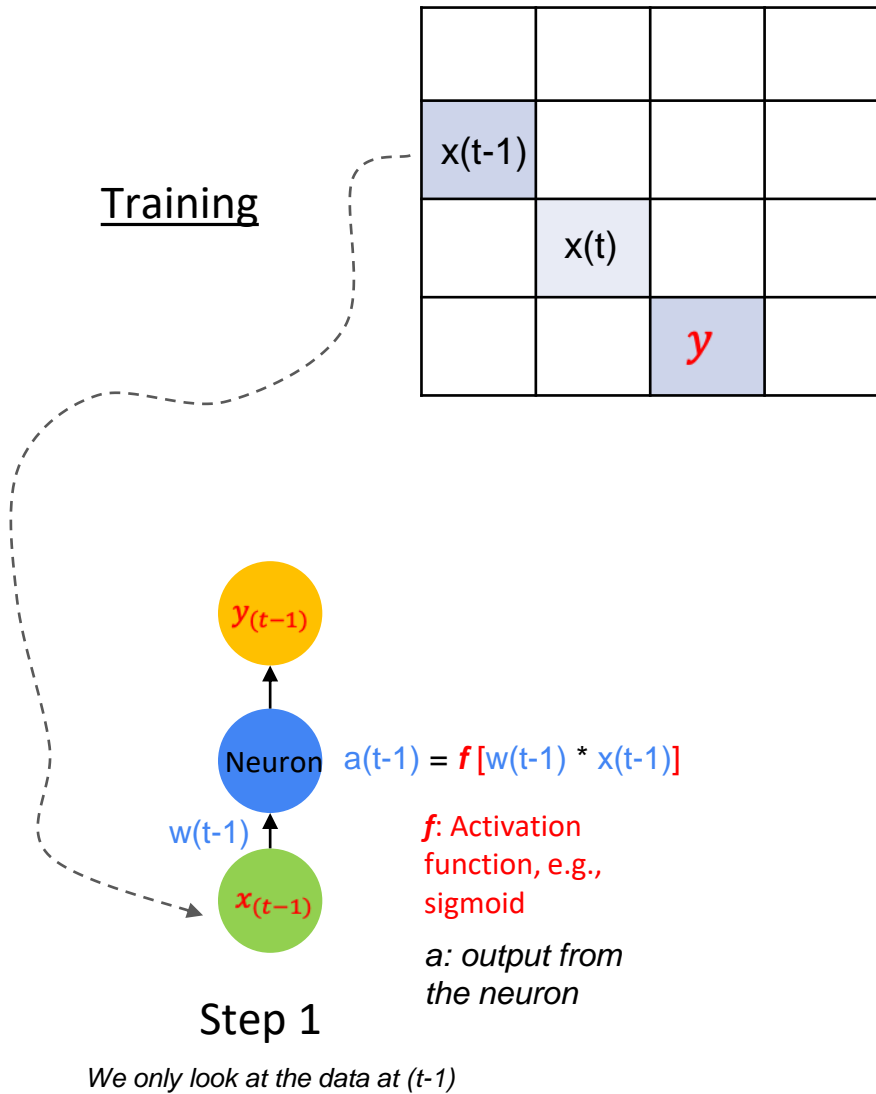 x(t-1)
Training
x(t)
y
y(t−1)
Neuron
a(t-1) = f [w(t-1) * x(t-1)]
w(t-1)
f: Activation
function, e.g.,
sigmoid
x(t−1)
a: output from
the neuron
Step 1
We only look at the data at (t-1)